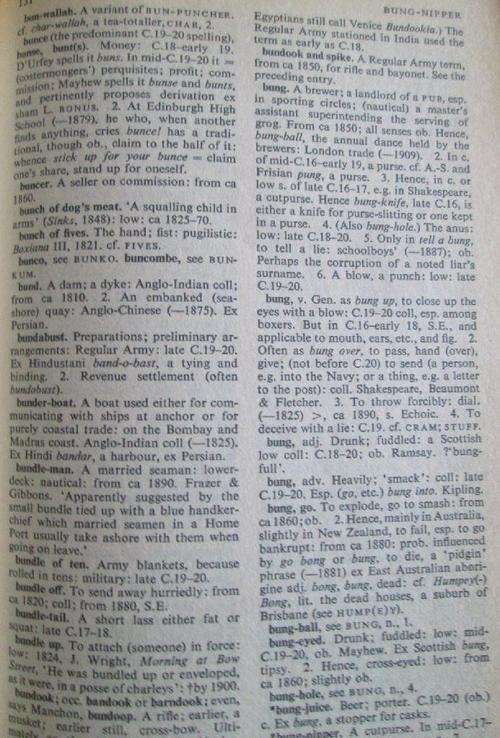 bun-wallah. A variant of BUN-PUNCHER.
cf. char-wallah, a tea-totaller, CHAR, 2.
bunce (the predominant C.19–20 spelling),
bunse, bunt(s). Money: C.18–early 19.
D'Urfey spells it buns. In mid-C.19–20 it =
(costermongers') perquisites; profit; com-
mission; Mayhew spells it bunse and bunts,
and pertinently proposes derivation ex
sham L. BONUS. 2. At Edinburgh High
School (—1879), he who, when another
finds anything, cries bunce! has a tradi-
tional, though ob., claim to the half of it:
whence stick up for your bunce = claim
one's share, stand up for oneself.
buncer. A seller on commission: from ca
1860.
bunch of dog's meat. 'A squalling child in
arms' (Sinks, 1848): low: ca 1825–70.
bunch of fives. The hand; fist: pugilistic:
Boxiana III, 1821. cf. FIVES.
bunco, see BUNKO. buncombe, see BUN-
KUM.
bund. A dam; a dyke: Anglo-Indian coll;
from ca 1810. 2. An embanked (sea-
shore) quay: Anglo-Chinese (—1875). Ex
Persian.
bundabust. Preparations; preliminary ar-
rangements: Regular Army: late C.19–20.
Ex Hindustani band-o-bast, a tying and
binding. 2. Revenue settlement (often
bundobust).
bunder-boat. A boat used either for com-
municating with ships at anchor or for
purely coastal trade: on the Bombay and
Madras coast. Anglo-Indian coll (—1825).
Ex Hindi bandar, a harbour, ex Persian.
bundle-man. A married seaman: lower-
deck: nautical: from ca 1890. Frazer &
Gibbons. 'Apparently suggested by the
small bundle tied up with a blue handker-
chief which married seamen in a Home
Port usually take ashore with them when
going on leave.'
bundle of ten. Army blankets, because
rolled in tens: military: late C.19–20.
bundle off. To send away hurriedly: from
ca 1820; coll; from 1880, S.E.
bundle-tail. A short lass either fat or
squat: late C.17–18.
bundle up. To attach (someone) in force:
low: 1824, J. Wright, Morning at Bow
Street, 'He was bundled up or enveloped,
as it were, in a posse of charleys': †by 1900.
bundook; occ. bandook or barndook; even,
says Manchon, bundoop. A rifle; earlier, a
musket; earlier still, cross-bow. Ulti-
BUNG-NIPPER
Egyptians still call Venice Bundookia.) The
Regular Army stationed in India used the
term as early as C.18.
bundook and spike. A Regular Army term,
from ca 1850, for rifle and bayonet. See the
preceding entry.
bung. A brewer; a landlord of a PUB, esp.
in sporting circles; (nautical) a master's
assistant superintending the serving of
grog. From ca 1850; all senses ob. Hence,
bung-ball, the annual dance held by the
brewers: London trade (—1909). 2. In c.
of mid-C.16–early 19, a purse. cf. A.-S. and
Frisian pung, a purse. 3. Hence, in c. or
low s. of late C.16–17, e.g. in Shakespeare,
a cutpurse. Hence bung-knife, late C.16, is
either a knife for purse-slitting or one kept
in a purse. 4. (Also bung-hole.) The anus:
low: late C.18–20. 5. Only in tell a bung,
to tell a lie: schoolboys' (—1887); ob.
Perhaps the corruption of a noted liar's
surname. 6. A blow, a punch: low: late
C.19–20.
bung, v. Gen. as bung up, to close up the
eyes with a blow: C.19–20 coll, esp. among
boxers. But in C.16–early 18, S.E., and
applicable to mouth, ears, etc., and fig. 2.
Often as bung over, to pass, hand (over),
give; (not before C.20) to send (a person,
e.g. into the Navy; or a thing, e.g. a letter
to the post): coll. Shakespeare, Beaumont
& Fletcher. 3. To throw forcibly: dial.
(—1825) >, ca 1890, s. Echoic. 4. To
deceive with a lie: C.19. cf. CRAM; STUFF.
bung, adj. Drunk; fuddled: a Scottish
low coll: C.18–20; ob. Ramsay. ?'bung-
full'.
bung, adv. Heavily; 'smack': coll: late
C.19–20. Esp. (go, etc.) bung into. Kipling.
bung, go. To explode, go to smash: from
ca 1860; ob. 2. Hence, mainly in Australia,
slightly in New Zealand, to fail, esp. to go
bankrupt: from ca 1880: prob. influenced
by go bong or bung, to die, a 'pidgin'
phrase (—1881) ex East Australian abori-
gine adj. bong, bung, dead: cf. Humpey(-)
Bong, lit. the dead houses, a suburb of
Brisbane (see HUMP(E)Y).
bung-ball, see BUNG, n., 1.
bung-eyed. Drunk; fuddled: low: mid-
C.19–20, ob. Mayhew. Ex Scottish bung,
tipsy. 2. Hence, cross-eyed: low: from
ca 1860; slightly ob.
bung-hole, see BUNG, n., 4.
*bung-juice. Beer; porter. C.19–20 (ob.)
c. Ex bung, a stopper for casks.
*bung-nipper. A cutpurse. In mid-C.17–